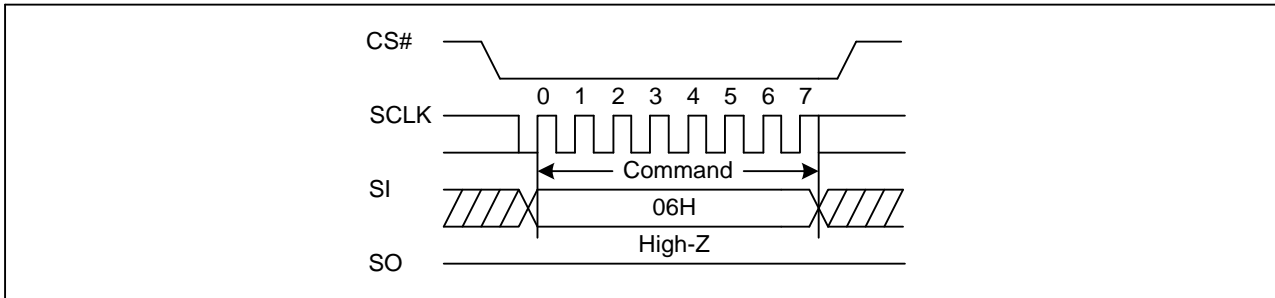 CS#
0 1 2 3 4 5 6 7
SCLK
Command
SI
06H
High-Z
SO